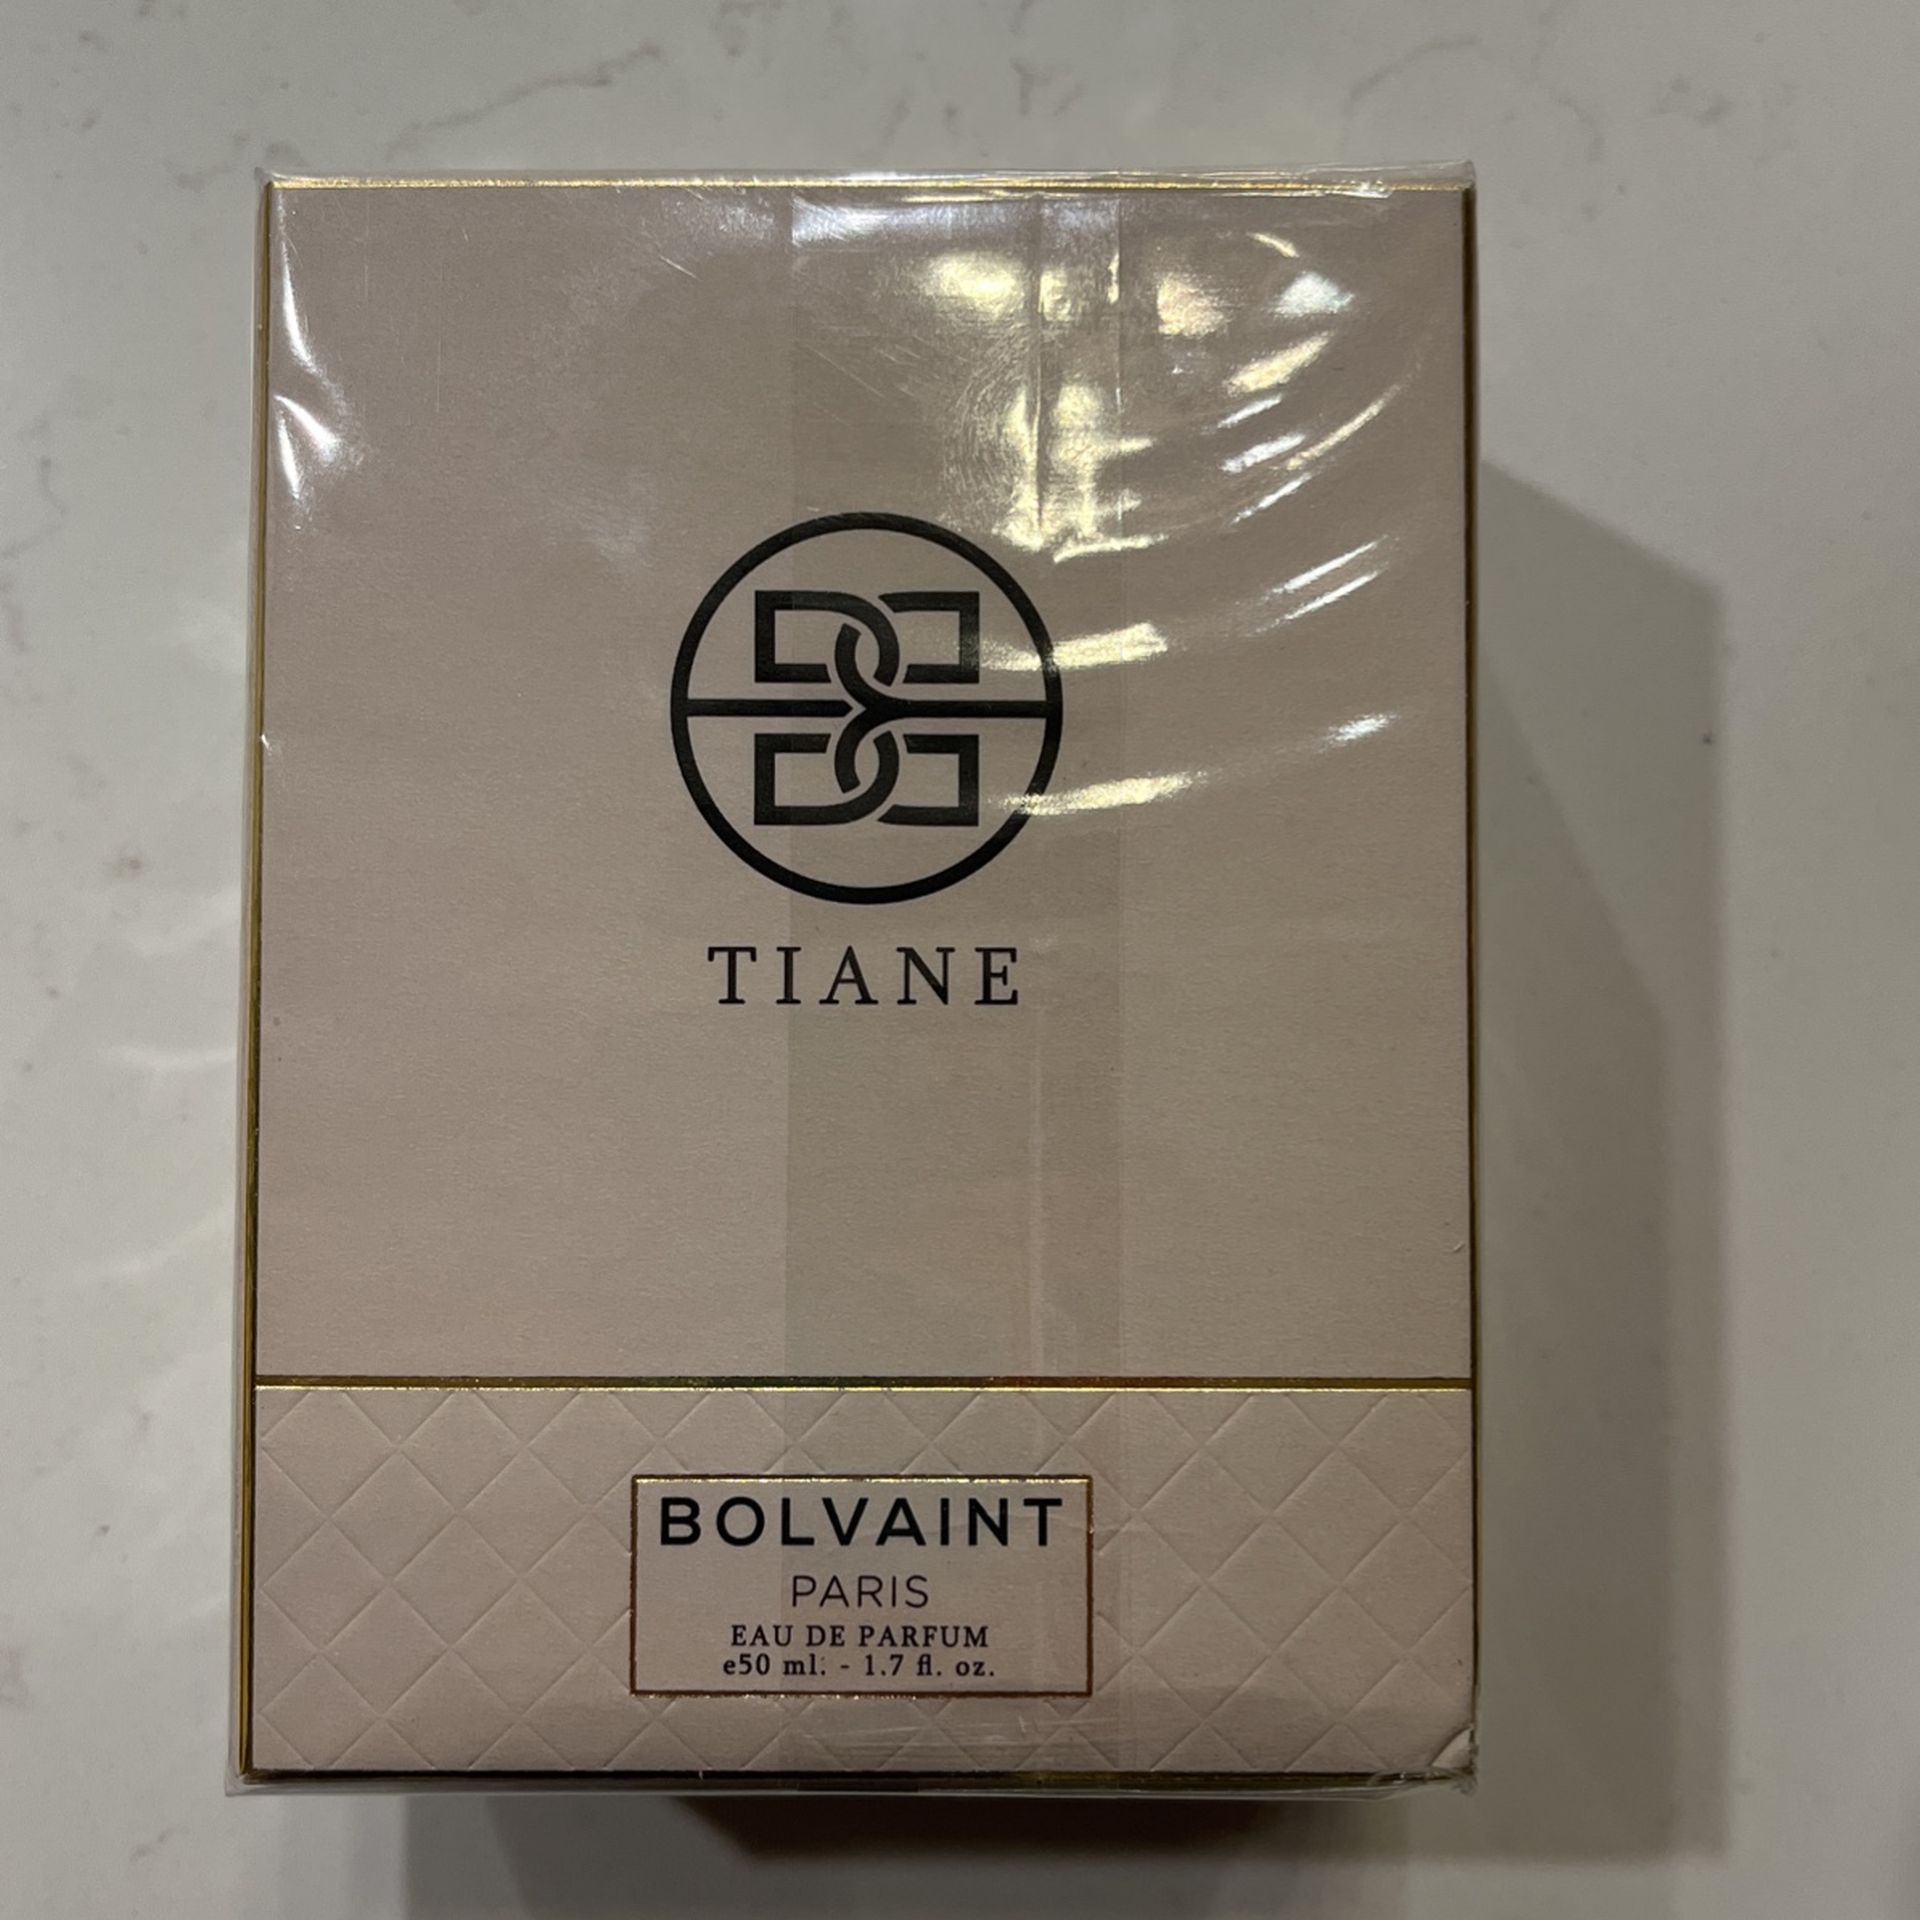 TIANE
BOLVAINT
PARIS
EAU DE PARFUM
e50 ml. - 1.7 fl. oz.